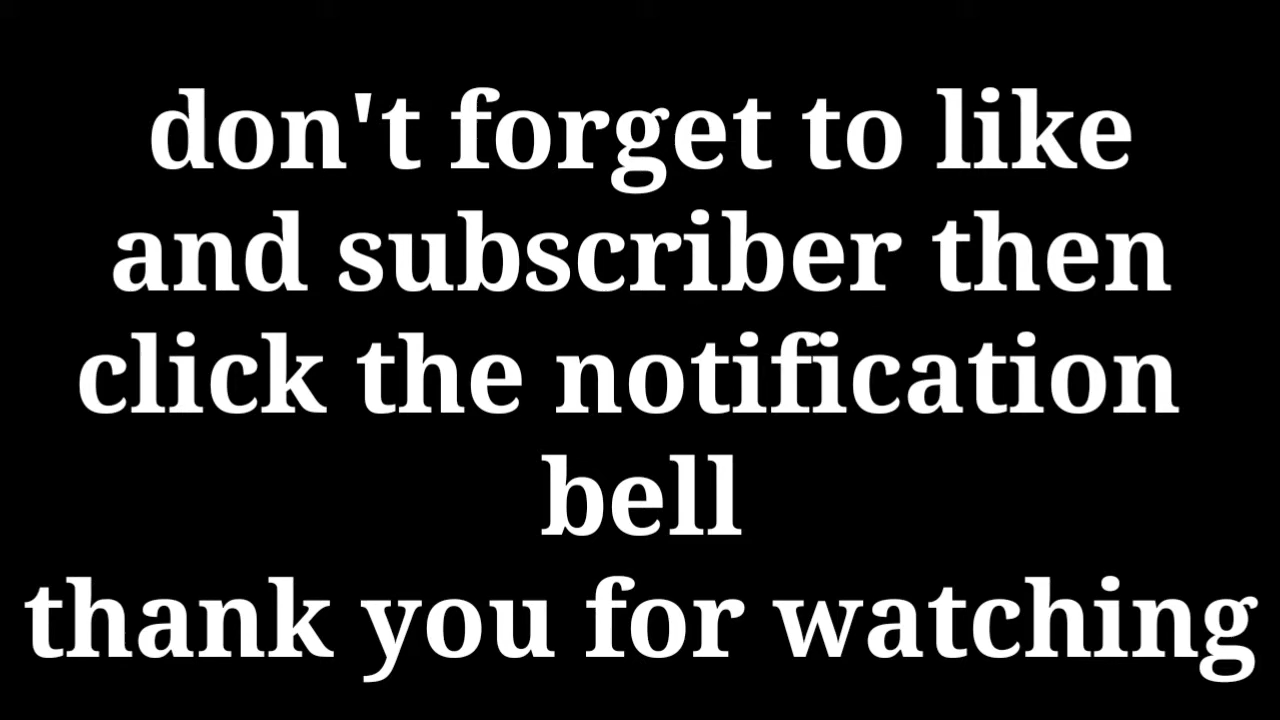 don't forget to like
and subscriber then
click the notification
bell
thank you for watching